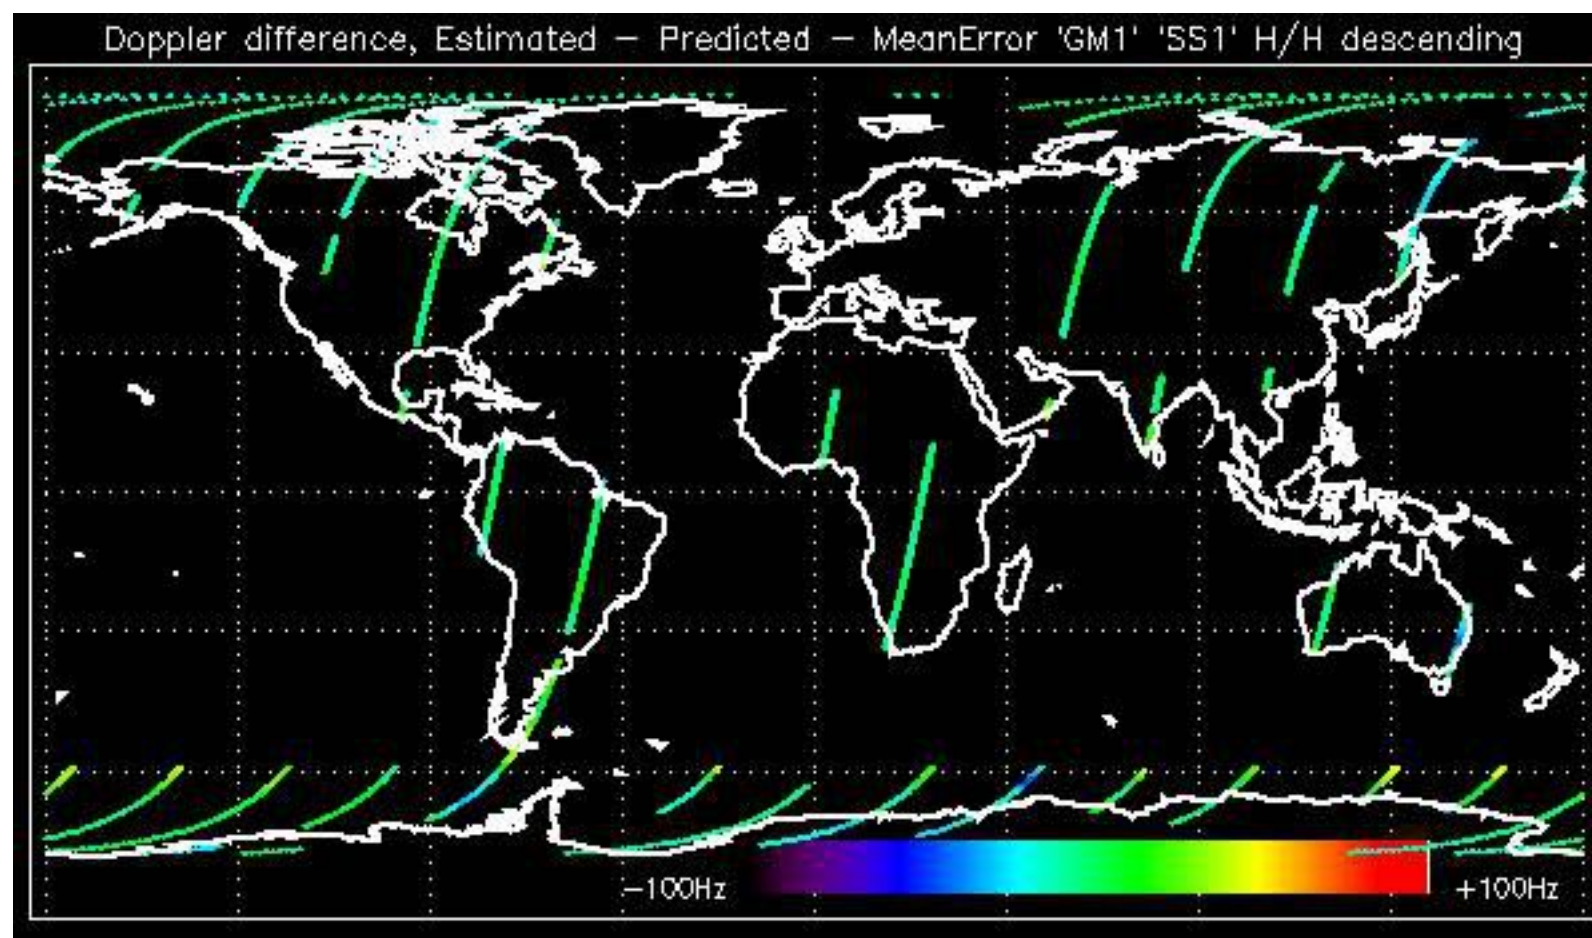 Doppler difference, Estimated – Predicted – MeanError 'GM1' 'SS1' H/H descending
–100Hz +100Hz